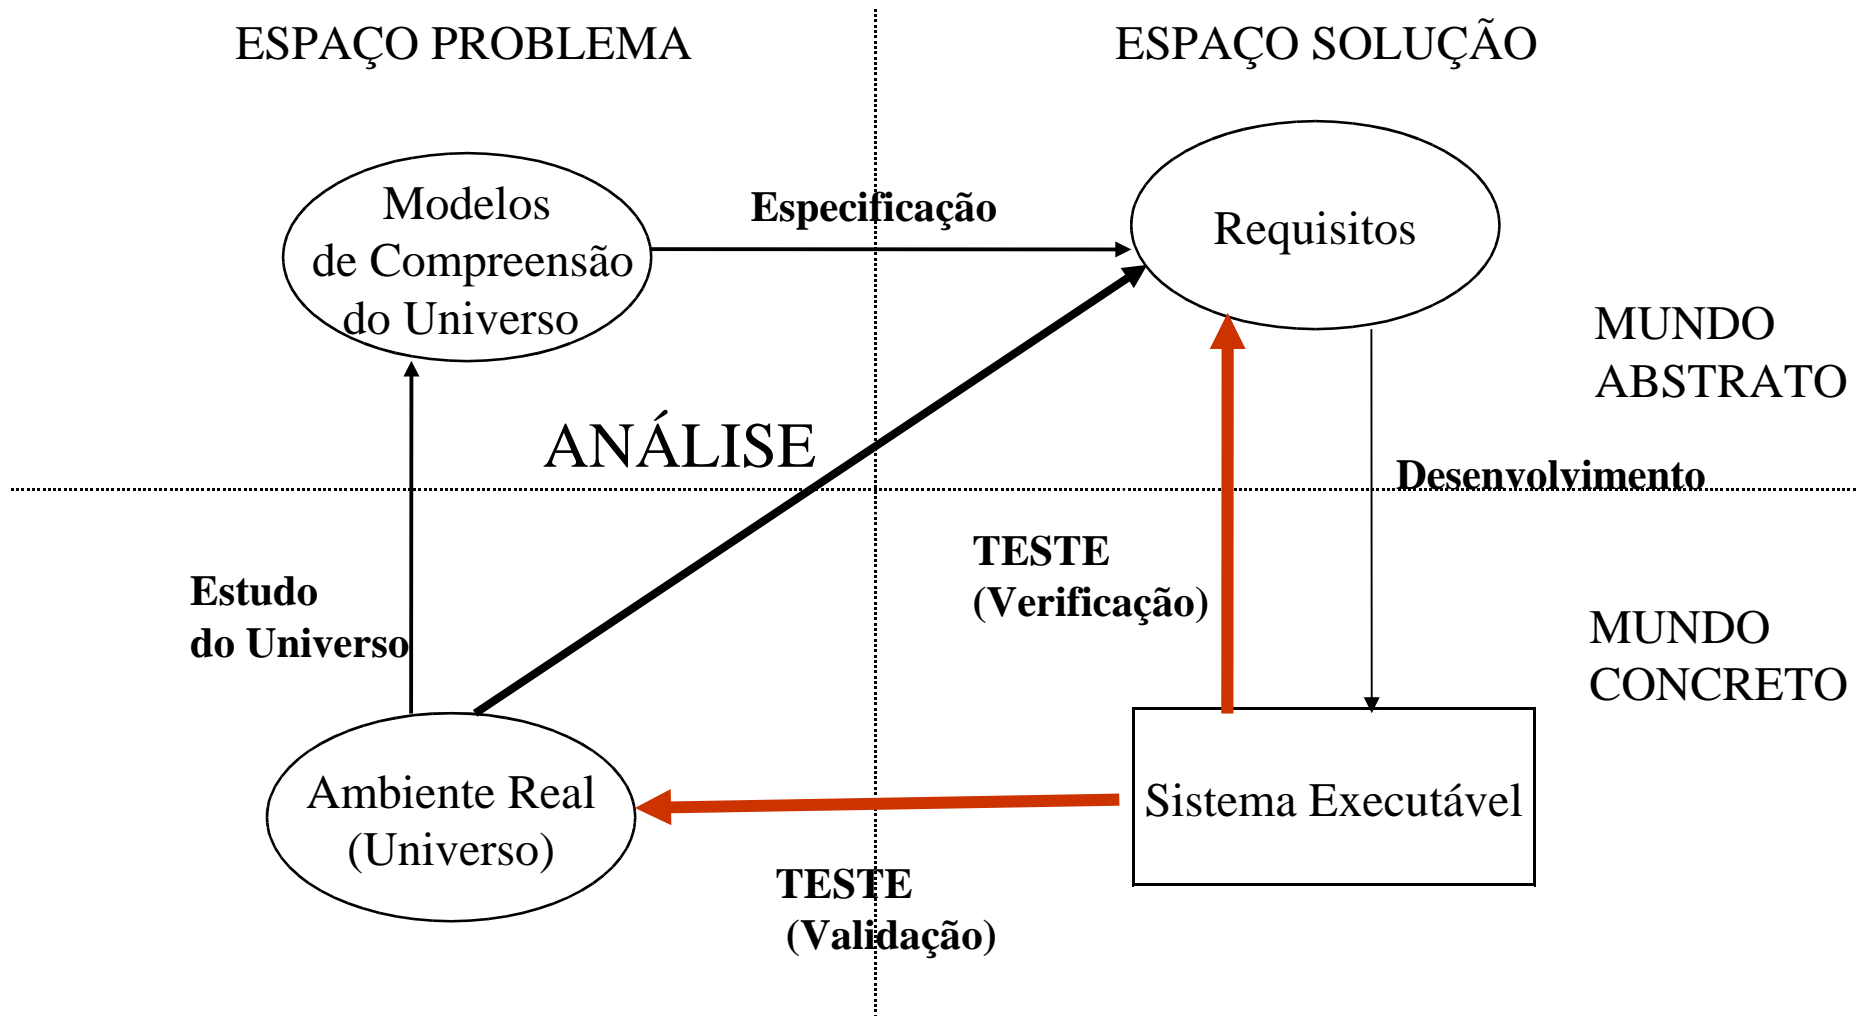 ESPAÇO PROBLEMA
ESPAÇO SOLUÇÃO
Modelos
de Compreensão
do Universo
Especificação
Requisitos
MUNDO
ABSTRATO
ANÁLISE
Desenvolvimento
Estudo
do Universo
TESTE
(Verificação)
MUNDO
CONCRETO
Ambiente Real
(Universo)
Sistema Executável
TESTE
(Validação)